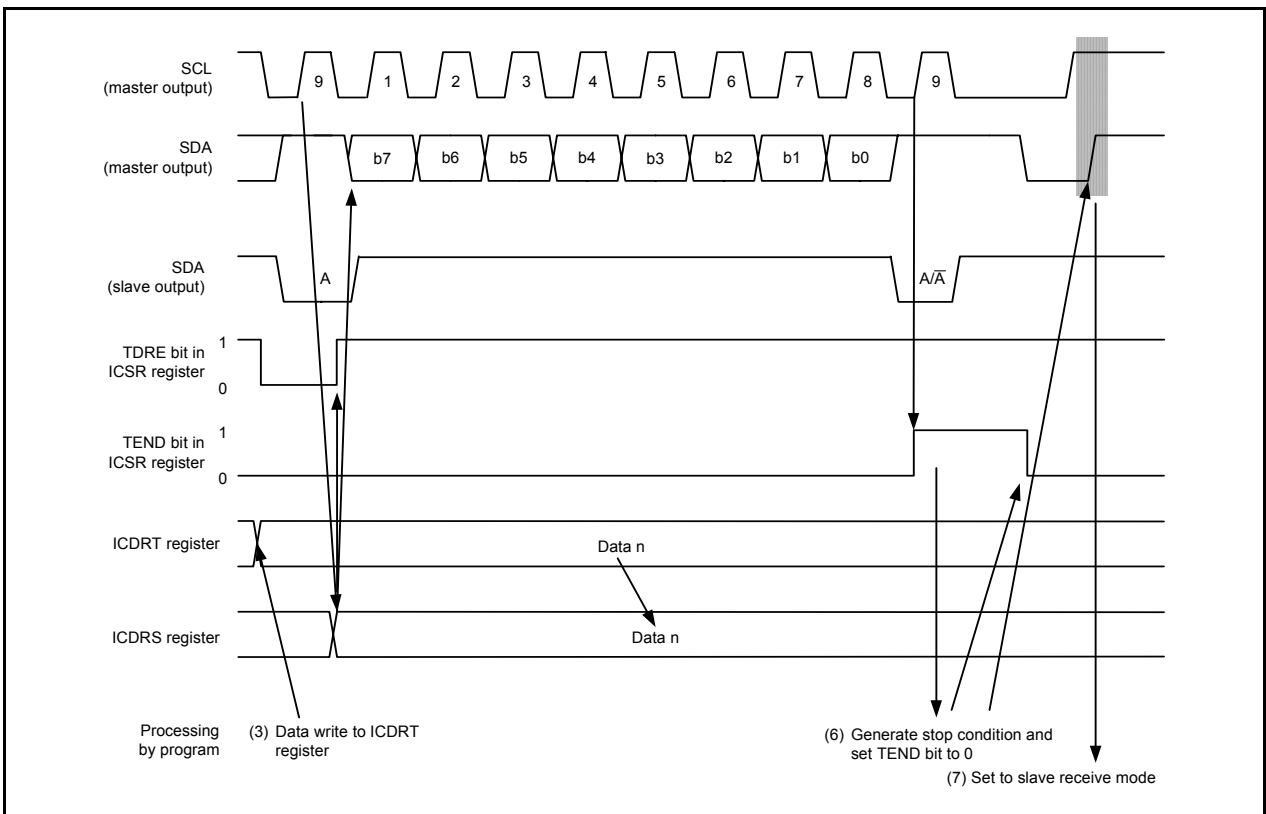 SCL
(master output)
9 1 2 3 4 5 6 7 8 9
SDA
(master output)
b7 b6 b5 b4 b3 b2 b1 b0
SDA
(slave output)
A A/A̅
TDRE bit in
ICSR register
1
0
TEND bit in
ICSR register
1
0
ICDRT register
Data n
ICDRS register
Data n
Processing
by program
(3) Data write to ICDRT
register
(6) Generate stop condition and
set TEND bit to 0
(7) Set to slave receive mode